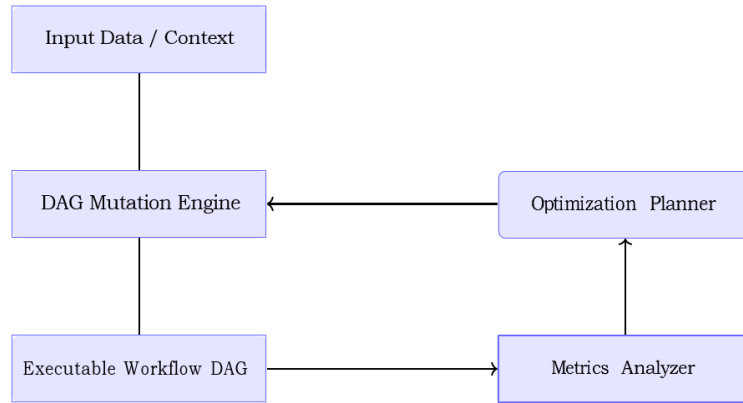 Input Data / Context
DAG Mutation Engine
Optimization Planner
Executable Workflow DAG
Metrics Analyzer